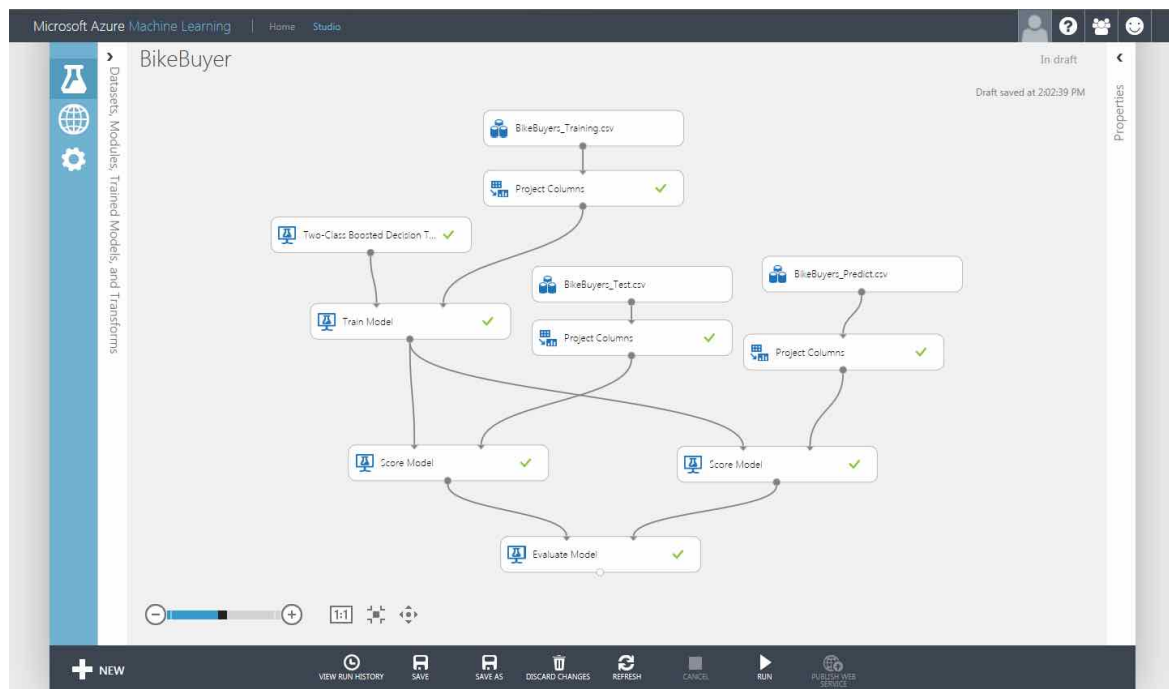 Microsoft Azure Machine Learning | Home Studio
Datasets, Modules, Trained Models, and Transforms
BikeBuyer
In draft
Draft saved at 2:02:39 PM
Properties
BikeBuyers_Training.csv
Project Columns
Two-Class Boosted Decision T...
BikeBuyers_Predict.csv
BikeBuyers_Test.csv
Train Model
Project Columns
Project Columns
Score Model
Score Model
Evaluate Model
1:1
NEW
VIEW RUN HISTORY
SAVE
SAVE AS
DISCARD CHANGES
REFRESH
CANCEL
RUN
PUBLISH WEB
SERVICE